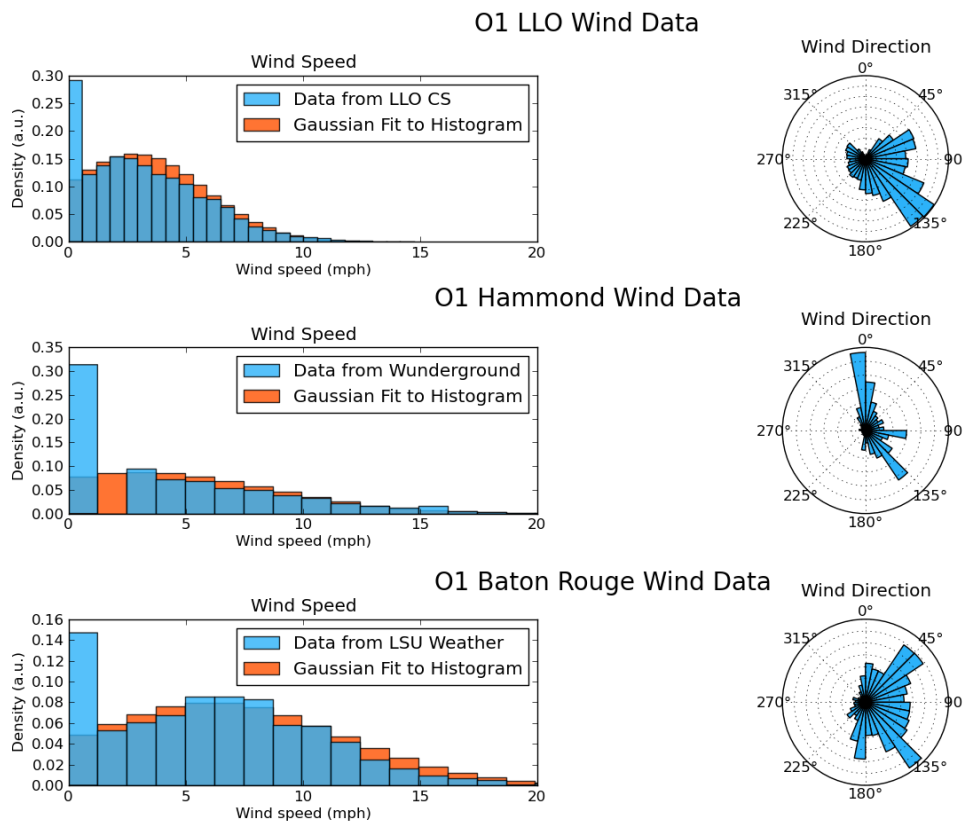 O1 LLO Wind Data
Wind Speed
Density (a.u.)
0.30
0.25
0.20
0.15
0.10
0.05
0.00
0 5 10 15 20
Wind speed (mph)
Data from LLO CS
Gaussian Fit to Histogram
Wind Direction
0°
315° 45°
270° 90
225° 135°
180°
O1 Hammond Wind Data
Wind Speed
Density (a.u.)
0.35
0.30
0.25
0.20
0.15
0.10
0.05
0.00
0 5 10 15 20
Wind speed (mph)
Data from Wunderground
Gaussian Fit to Histogram
Wind Direction
0°
315° 45°
270° 90
225° 135°
180°
O1 Baton Rouge Wind Data
Wind Speed
Density (a.u.)
0.16
0.14
0.12
0.10
0.08
0.06
0.04
0.02
0.00
0 5 10 15 20
Wind speed (mph)
Data from LSU Weather
Gaussian Fit to Histogram
Wind Direction
0°
315° 45°
270° 90
225° 135°
180°